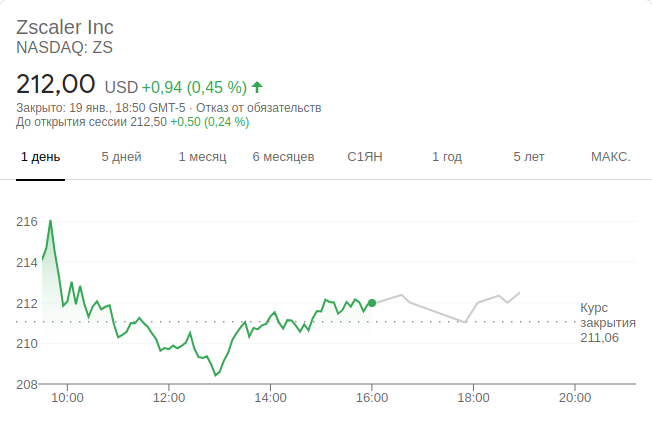 Zscaler Inc
NASDAQ: ZS
212,00 USD +0,94 (0,45 %)
Закрыто: 19 янв., 18:50 GMT-5 · Отказ от обязательств
До открытия сессии 212,50 +0,50 (0,24 %)
1 день 5 дней 1 месяц 6 месяцев С1ЯН 1 год 5 лет МАКС.
216
214
212
210
208
Курс
закрытия
211,06
10:00 12:00 14:00 16:00 18:00 20:00